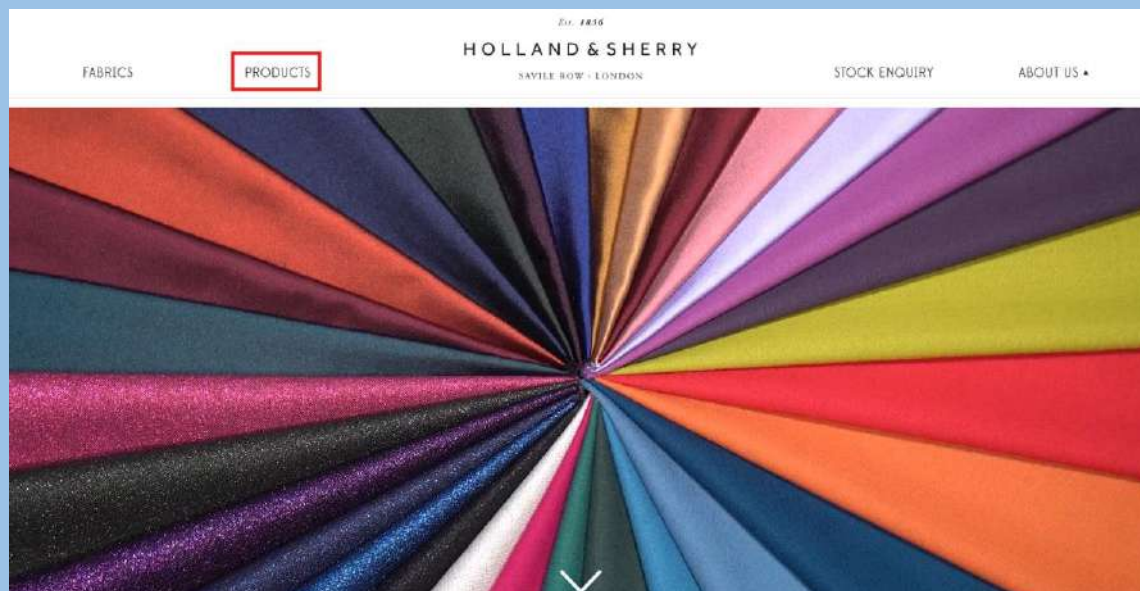 Est. 1836
HOLLAND & SHERRY
SAVILE ROW · LONDON
FABRICS
PRODUCTS
STOCK ENQUIRY
ABOUT US ▲